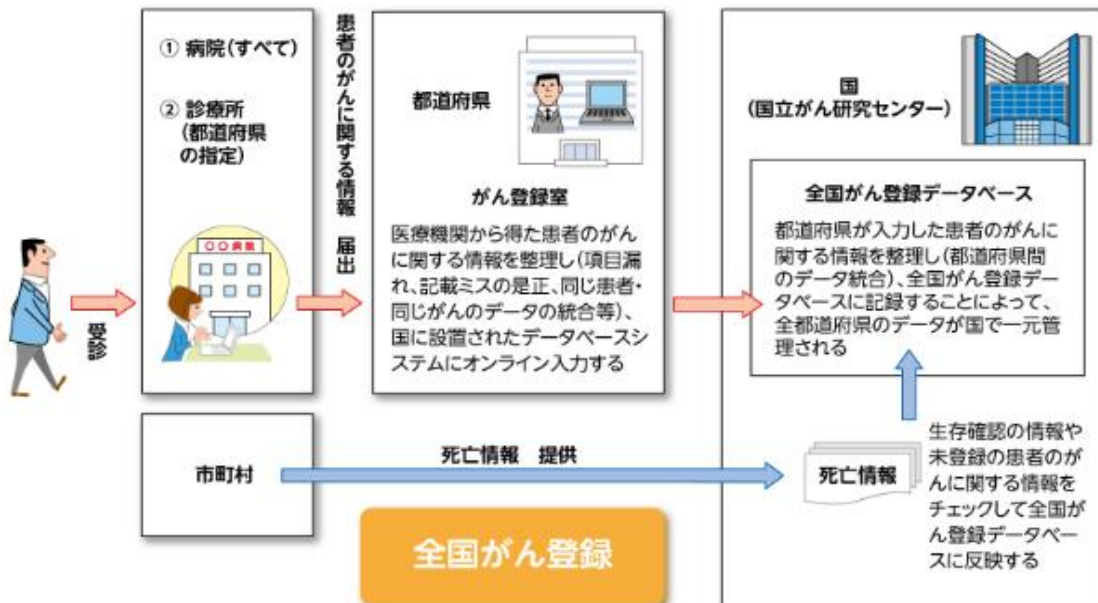 ① 病院(すべて)
② 診療所
(都道府県
の指定)
〇〇病院
受診
患者のがんに関する情報 届出
都道府県
がん登録室
医療機関から得た患者のがん
に関する情報を整理し(項目漏
れ、記載ミスの是正、同じ患者・
同じがんのデータの統合等)、
国に設置されたデータベースシ
ステムにオンライン入力する
国
(国立がん研究センター)
全国がん登録データベース
都道府県が入力した患者のがんに
関する情報を整理し(都道府県間
のデータ統合)、全国がん登録デー
タベースに記録することによって、
全都道府県のデータが国で一元管
理される
市町村
死亡情報 提供
死亡情報
生存確認の情報や
未登録の患者のが
んに関する情報を
チェックして全国が
ん登録データベー
スに反映する
全国がん登録